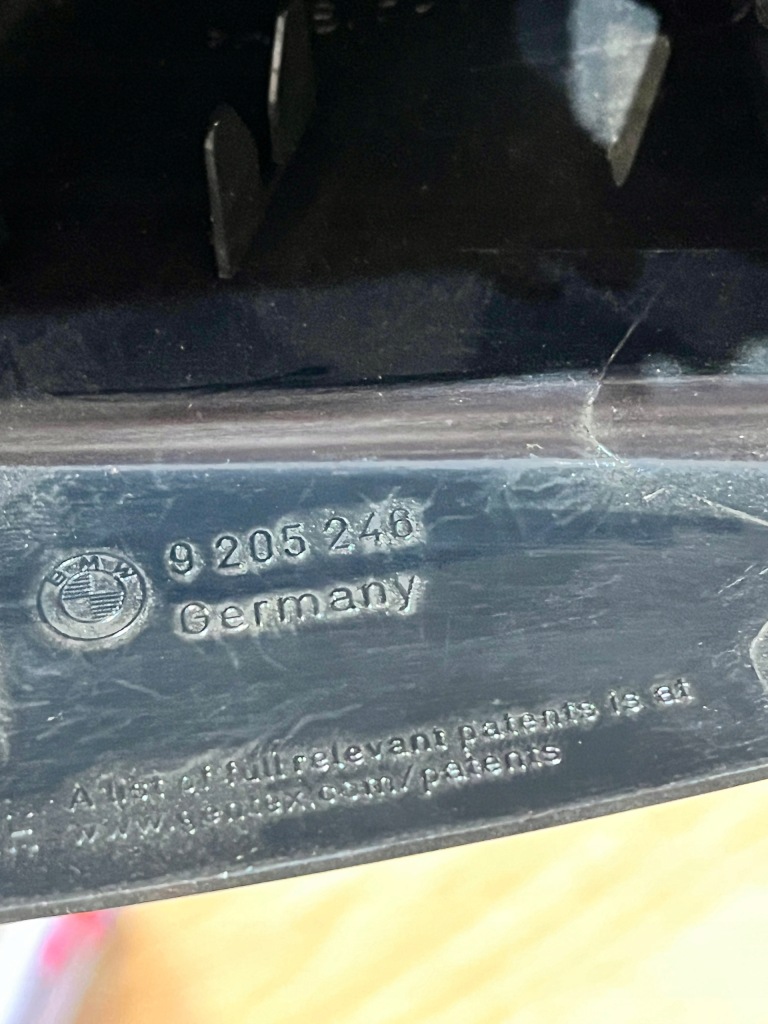 BMW
9 205 246
Germany
A list of full relevant patents is at
www.gentex.com/patents